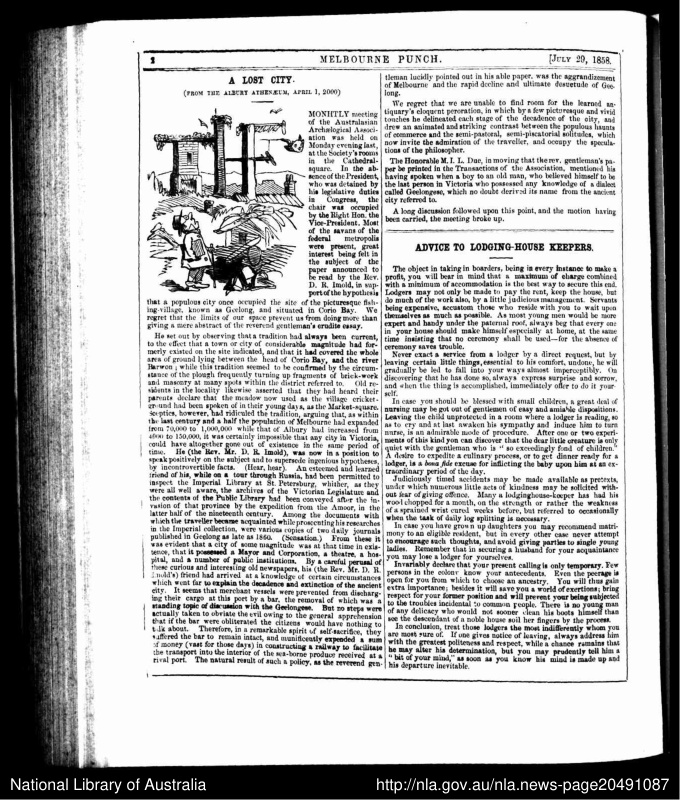 2
MELBOURNE PUNCH.
[JULY 29, 1858.
A LOST CITY.
(FROM THE ALBURY ATHENÆUM, APRIL 1, 2000)
MONHTLY meeting
of the Australasian
Archælogical Associ-
ation was held on
Monday evening last,
at the Society's rooms
in the Cathedral-
square. In the ab-
sence of the President,
who was detained by
his legislative duties
in Congress, the
chair was occupied
by the Right Hon. the
Vice-President. Most
of the savans of the
federal metropolis
were present, great
interest being felt in
the subject of the
paper announced to
be read by the Rev.
D. R. Imold, in sup-
port of the hypothesis
that a populous city once occupied the site of the picturesque fish-
ing-village, known as Geelong, and situated in Corio Bay. We
regret that the limits of our space prevent us from doing more than
giving a mere abstract of the reverend gentleman's erudite essay.
He set out by observing that a tradition had always been current,
to the effect that a town or city of considerable magnitude had for-
merly existed on the site indicated, and that it had covered the whole
area of ground lying between the head of Corio Bay, and the river
Barwon; while this tradition seemed to be confirmed by the circum-
stance of the plough frequently turning up fragments of brick-work
and masonry at many spots within the district referred to. Old re-
sidents in the locality likewise asserted that they had heard their
parents declare that the meadow now used as the village cricket-
ground had been spoken of in their young days, as the Market-square.
Sceptics, however, had ridiculed the tradition, arguing that, as within
the last century and a half the population of Melbourne had expanded
from 70,000 to 1,000,000 while that of Albury had increased from
4000 to 150,000, it was certainly impossible that any city in Victoria,
could have altogether gone out of existence in the same period of
time. He (the Rev. Mr. D. R. Imold), was now in a position to
speak positively on the subject and to supersede ingenious hypotheses,
by incontrovertible facts. (Hear, hear). An esteemed and learned
friend of his, while on a tour through Russia, had been permitted to
inspect the Imperial Library at St. Petersburg, whither, as they
were all well aware, the archives of the Victorian Legislature and
the contents of the Public Library had been conveyed after the in-
vasion of that province by the expedition from the Amoor, in the
latter half of the nineteenth century. Among the documents with
which the traveller became acquainted while prosecuting his researches
in the Imperial collection, were various copies of two daily journals
published in Geelong as late as 1860. (Sensation.) From these it
was evident that a city of some magnitude was at that time in exis-
tence, that it possessed a Mayor and Corporation, a theatre, a hos-
pital, and a number of public institutions. By a careful perusal of
these curious and interesting old newspapers, his (the Rev. Mr. D. R.
Imold's) friend had arrived at a knowledge of certain circumstances
which went far to explain the decadence and extinction of the ancient
city. It seems that merchant vessels were prevented from discharg-
ing their cargo at this port by a bar, the removal of which was a
standing topic of discussion with the Geelongese. But no steps were
actually taken to obviate the evil owing to the general apprehension
that if the bar were obliterated the citizens would have nothing to
talk about. Therefore, in a remarkable spirit of self-sacrifice, they
suffered the bar to remain intact, and munificently expended a sum
of money (vast for those days) in constructing a railway to facilitate
the transport into the interior of the sea-borne produce received at a
rival port. The natural result of such a policy, as the reverend gen-
tleman lucidly pointed out in his able paper, was the aggrandizement
of Melbourne and the rapid decline and ultimate desuetude of Gee-
long.
We regret that we are unable to find room for the learned an-
tiquary's eloquent peroration, in which by a few picturesque and vivid
touches he delineated each stage of the decadence of the city, and
drew an animated and striking contrast between the populous haunts
of commerce and the semi-pastoral, semi-piscatorial solitudes, which
now invite the admiration of the traveller, and occupy the specula-
tions of the philosopher.
The Honorable M. I. L. Due, in moving that the rev. gentleman's pa-
per be printed in the Transactions of the Association, mentioned his
having spoken when a boy to an old man, who believed himself to be
the last person in Victoria who possessed any knowledge of a dialect
called Geelongese, which no doubt derived its name from the ancient
city referred to.
A long discussion followed upon this point, and the motion having
been carried, the meeting broke up.
ADVICE TO LODGING-HOUSE KEEPERS.
The object in taking in boarders, being in every instance to make a
profit, you will bear in mind that a maximum of charge combined
with a minimum of accommodation is the best way to secure this end.
Lodgers may not only be made to pay the rent, keep the house, but
do much of the work also, by a little judicious management. Servants
being expensive, accustom those who reside with you to wait upon
themselves as much as possible. As most young men would be more
expert and handy under the paternal roof, always beg that every one
in your house should make himself especially at home, at the same
time insisting that no ceremony shall be used—for the absence of
ceremony saves trouble.
Never exact a service from a lodger by a direct request, but by
leaving certain little things, essential to his comfort, undone, he will
gradually be led to fall into your ways almost imperceptibly. On
discovering that he has done so, always express surprise and sorrow,
and when the thing is accomplished, immediately offer to do it your-
self.
In case you should be blessed with small children, a great deal of
nursing may be got out of gentlemen of easy and amiable dispositions.
Leaving the child unprotected in a room where a lodger is reading, so
as to cry and at last awaken his sympathy and induce him to turn
nurse, is an admirable mode of procedure. After one or two experi-
ments of this kind you can discover that the dear little creature is only
quiet with the gentleman who is "so exceedingly fond of children."
A desire to expedite a culinary process, or to get dinner ready for a
lodger, is a bona fide excuse for inflicting the baby upon him at an ex-
traordinary period of the day.
Judiciously timed accidents may be made available as pretexts,
under which numerous little acts of kindness may be solicited with-
out fear of giving offence. Many a lodginghouse-keeper has had his
wood chopped for a month, on the strength or rather the weakness
of a sprained wrist cured weeks before, but referred to occasionally
when the task of daily log splitting is necessary.
In case you have grown up daughters you may recommend matri-
mony to an eligible resident, but in every other case never attempt
to encourage such thoughts, and avoid giving parties to single young
ladies. Remember that in securing a husband for your acquaintance
you may lose a lodger for yourselves.
Invariably declare that your present calling is only temporary. Few
persons in the colony know your antecedents. Even the peerage is
open for you from which to choose an ancestry. You will thus gain
extra importance; besides it will save you a world of exertions; bring
respect for your former position and will prevent your being subjected
to the troubles incidental to common people. There is no young man
of any delicacy who would not sooner clean his boots himself than
see the descendant of a noble house soil her fingers by the process.
In conclusion, treat those lodgers the most indifferently whom you
are most sure of. If one gives notice of leaving, always address him
with the greatest politeness and respect, while a chance remains that
he may alter his determination, but you may prudently tell him a
"bit of your mind," as soon as you know his mind is made up and
his departure inevitable.
National Library of Australia
http://nla.gov.au/nla.news-page20491087